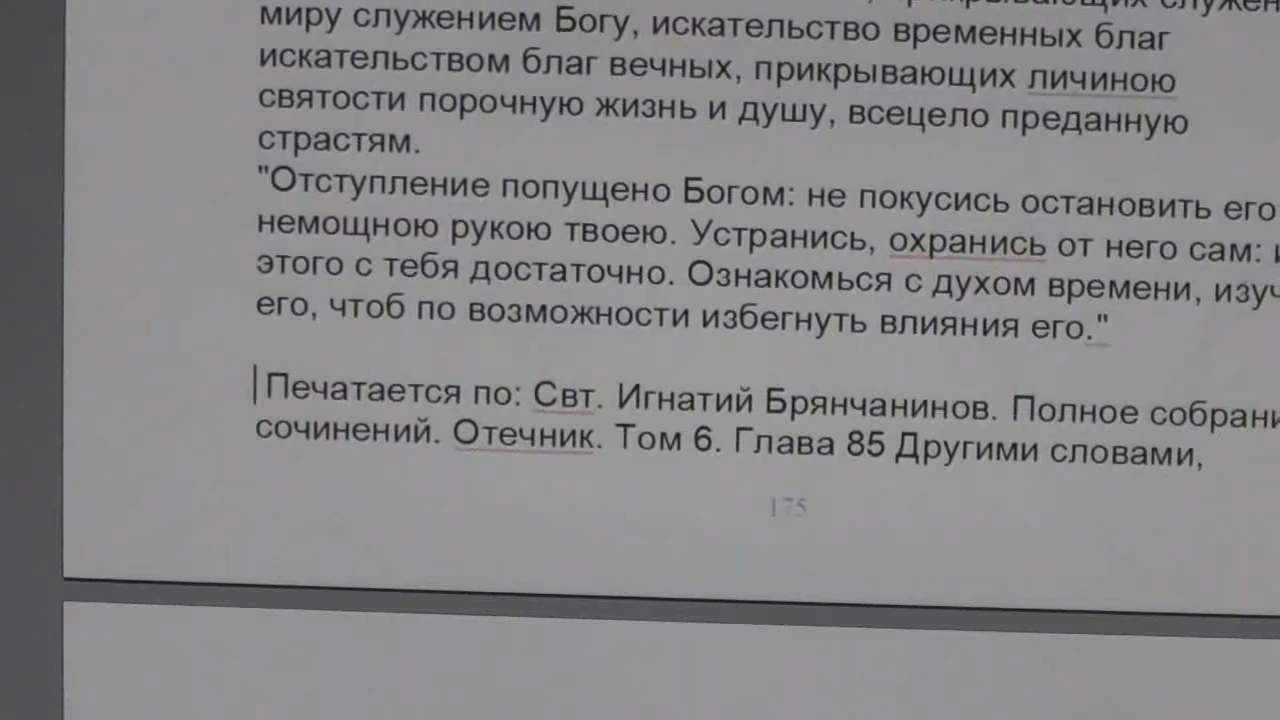 миру служением Богу, искательство временных благ
искательством благ вечных, прикрывающих личиною
святости порочную жизнь и душу, всецело преданную
страстям.
"Отступление попущено Богом: не покусись остановить его
немощною рукою твоею. Устранись, охранись от него сам: и
этого с тебя достаточно. Ознакомься с духом времени, изуч
его, чтоб по возможности избегнуть влияния его."
Печатается по: Свт. Игнатий Брянчанинов. Полное собрани
сочинений. Отечник. Том 6. Глава 85 Другими словами,
175